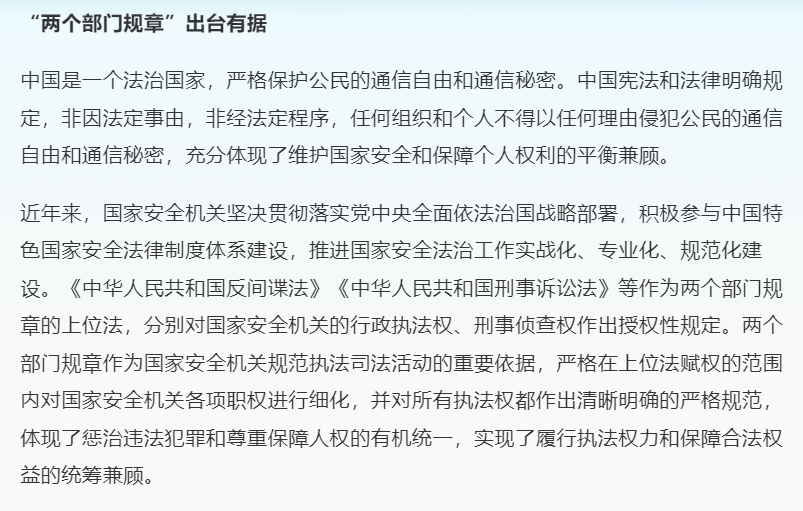 “两个部门规章”出台有据
中国是一个法治国家，严格保护公民的通信自由和通信秘密。中国宪法和法律明确规
定，非因法定事由，非经法定程序，任何组织和个人不得以任何理由侵犯公民的通信
自由和通信秘密，充分体现了维护国家安全和保障个人权利的平衡兼顾。
近年来，国家安全机关坚决贯彻落实党中央全面依法治国战略部署，积极参与中国特
色国家安全法律制度体系建设，推进国家安全法治工作实战化、专业化、规范化建
设。《中华人民共和国反间谍法》《中华人民共和国刑事诉讼法》等作为两个部门规
章的上位法，分别对国家安全机关的行政执法权、刑事侦查权作出授权性规定。两个
部门规章作为国家安全机关规范执法司法活动的重要依据，严格在上位法赋权的范围
内对国家安全机关各项职权进行细化，并对所有执法权都作出清晰明确的严格规范，
体现了惩治违法犯罪和尊重保障人权的有机统一，实现了履行执法权力和保障合法权
益的统筹兼顾。